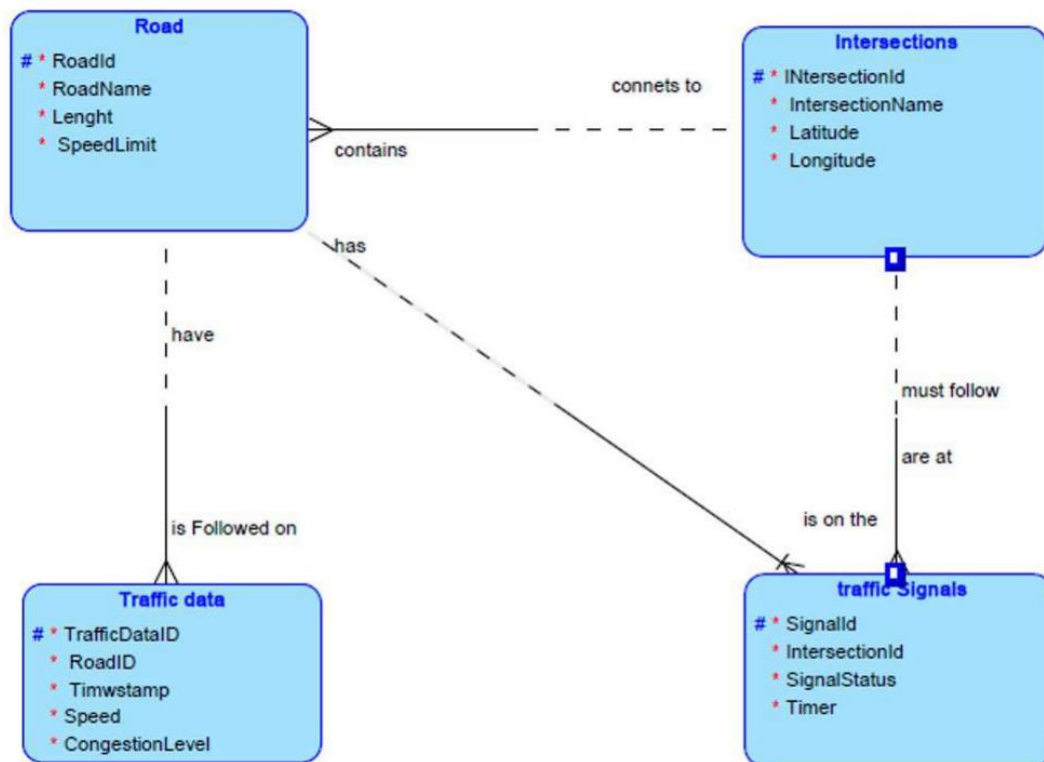 Road
# * RoadId
* RoadName
* Lenght
* SpeedLimit
Intersections
# * INtersectionId
* IntersectionName
* Latitude
* Longitude
connets to
contains
has
have
must follow
are at
is on the
is Followed on
Traffic data
# * TrafficDataID
* RoadID
* Timwstamp
* Speed
* CongestionLevel
traffic Signals
# * SignalId
* IntersectionId
* SignalStatus
* Timer